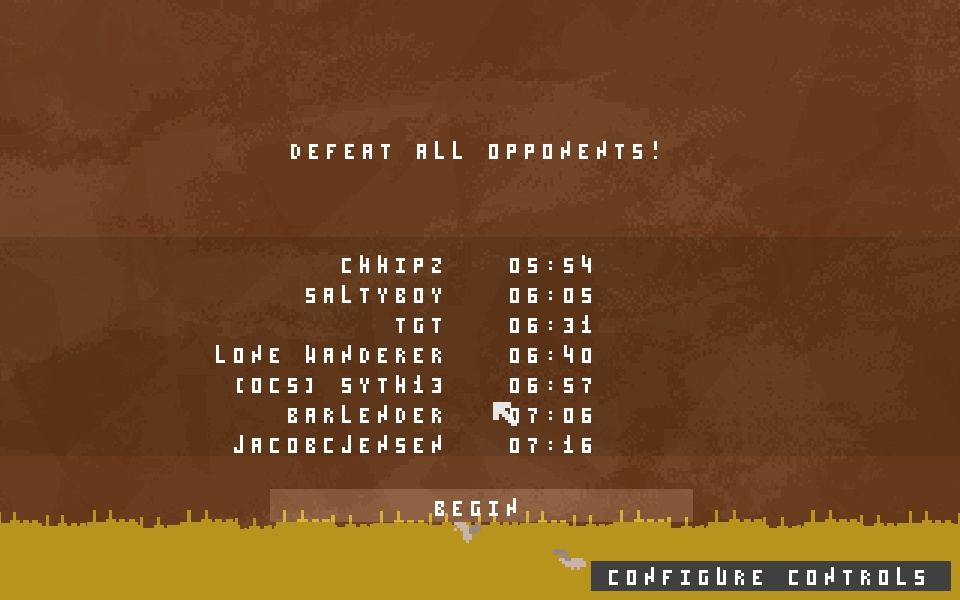 DEFEAT ALL OPPONENTS!
CHHIPZ 05:54
SALTYBOY 06:05
TGT 06:31
LONE WANDERER 06:40
[OCS] SYTH13 06:57
BARLENDER 07:06
JACOBCJENSEN 07:16
BEGIN
CONFIGURE CONTROLS